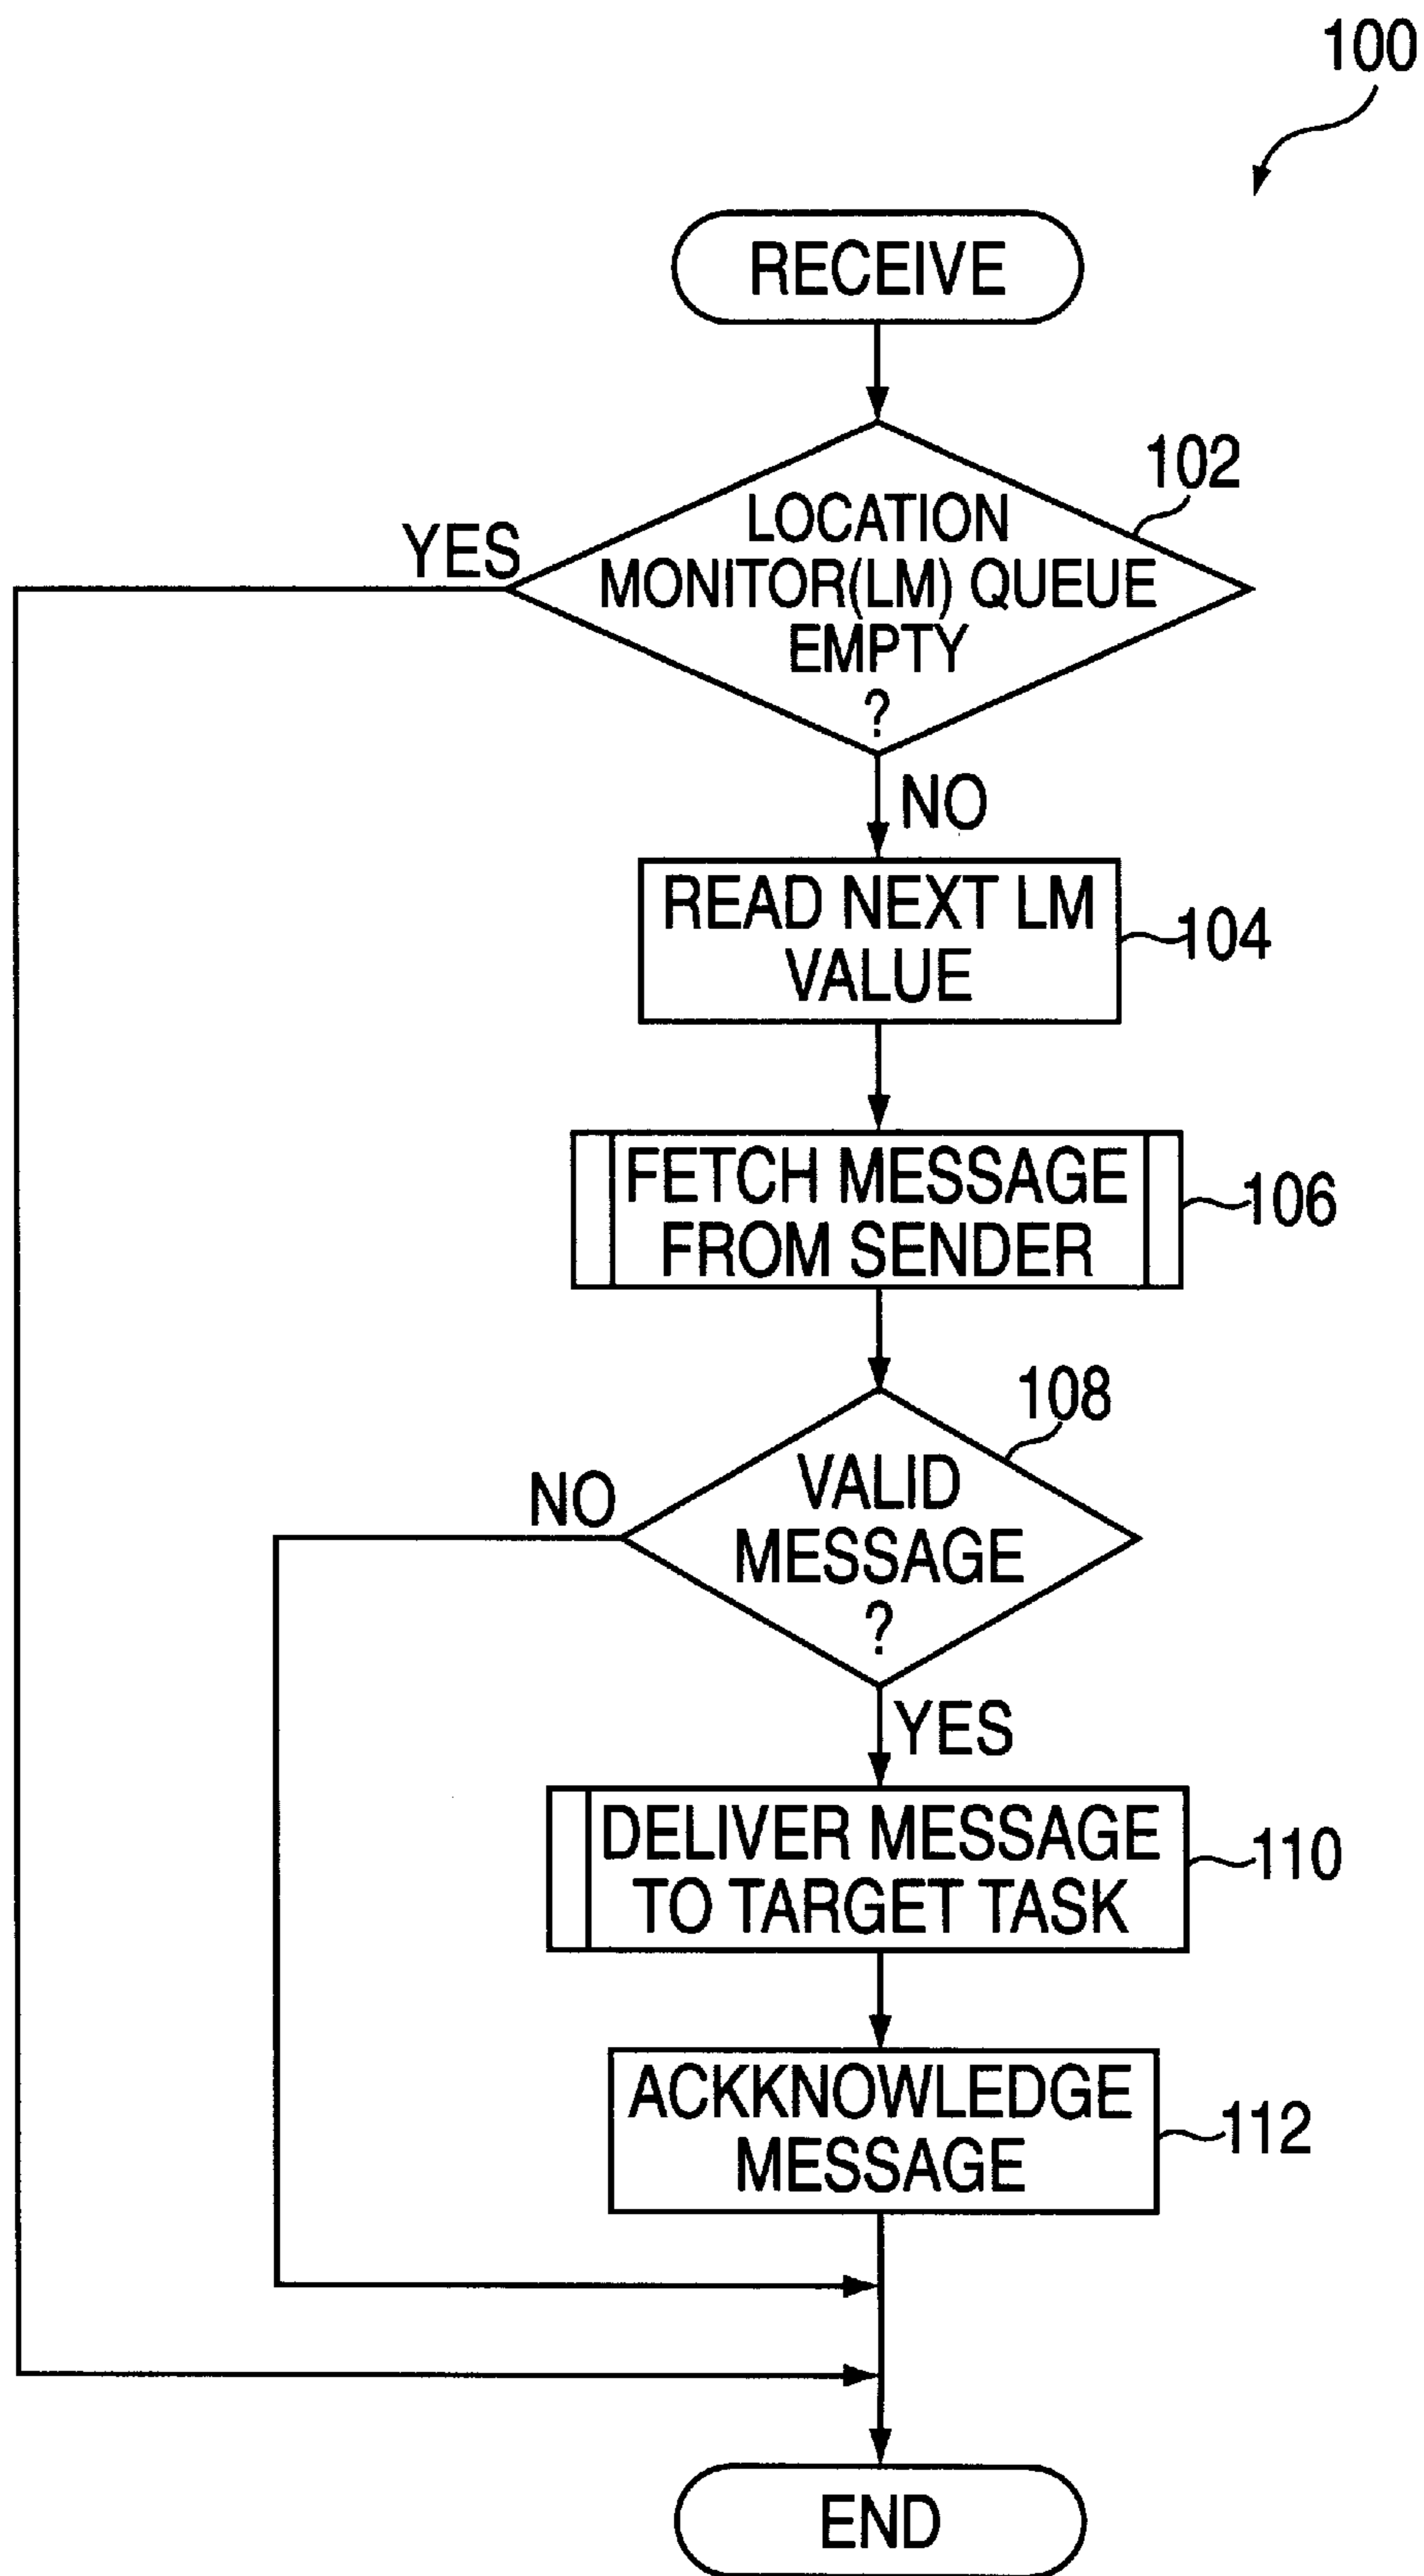 100
RECEIVE
102
LOCATION
MONITOR(LM) QUEUE
EMPTY
?
YES
NO
READ NEXT LM
VALUE
104
FETCH MESSAGE
FROM SENDER
106
108
VALID
MESSAGE
?
NO
YES
DELIVER MESSAGE
TO TARGET TASK
110
ACKKNOWLEDGE
MESSAGE
112
END